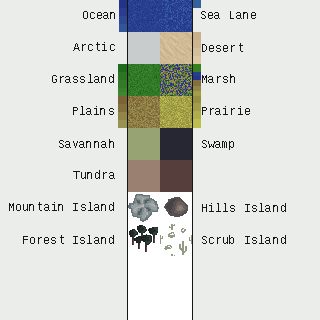 Ocean Sea Lane
Arctic Desert
Grassland Marsh
Plains Prairie
Savannah Swamp
Tundra
Mountain Island Hills Island
Forest Island Scrub Island